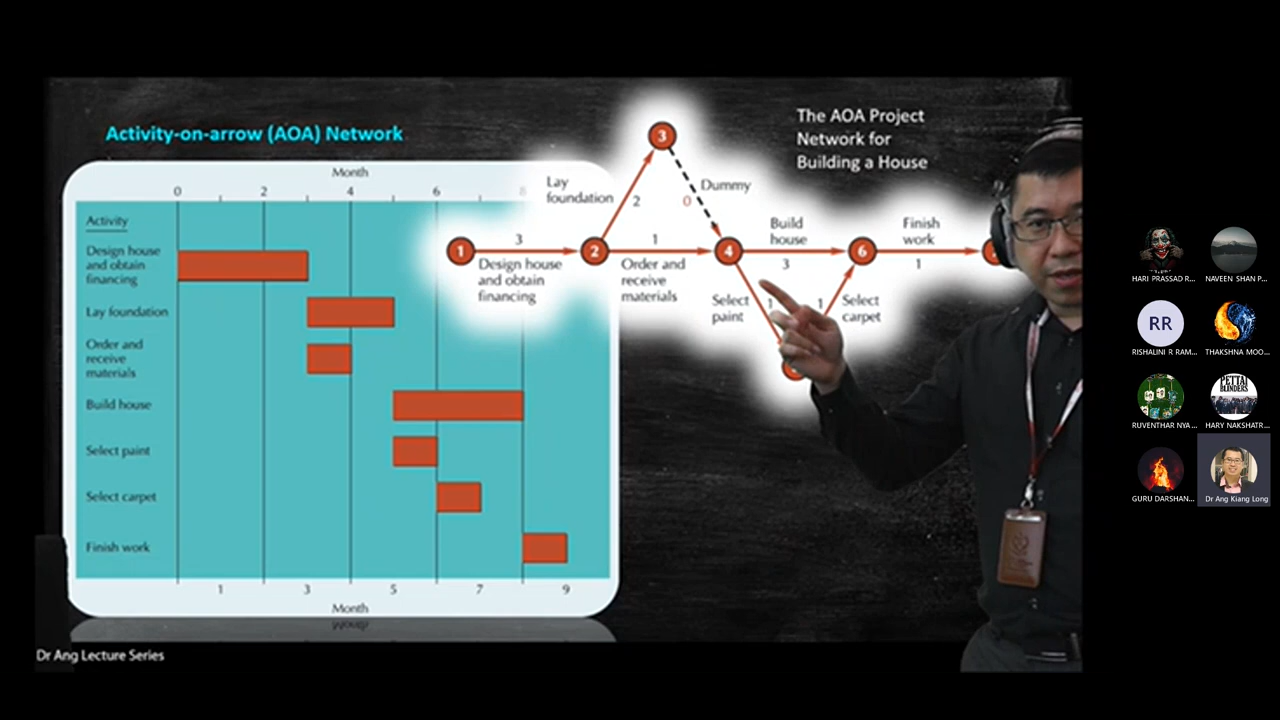 Activity-on-arrow (AOA) Network
The AOA Project
Network for
Building a House
Month
0 2 4 6 8
Activity
Design house
and obtain
financing
Lay foundation
Order and
receive
materials
Build house
Select paint
Select carpet
Finish work
1 3 5 7 9
Month
3
Lay
foundation
2
0
Dummy
1
3
Design house
and obtain
financing
2
1
Order and
receive
materials
4
Build
house
3
6
Finish
work
1
Select
paint
1
1
Select
carpet
Dr Ang Lecture Series
HARI PRASSAD R...
NAVEEN SHAN P...
RR
RISHALINI R RAM...
THAKSHNA MOO...
PETTAI
BLINDERS
RUVENTHAR NYA...
HARY NAKSHATR...
GURU DARSHAN...
Dr Ang Kiang Long